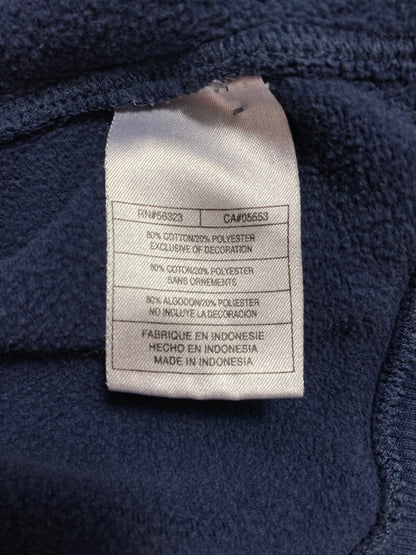 RN#56323 CA#05553
80% COTTON/20% POLYESTER
EXCLUSIVE OF DECORATION
80% COTON/20% POLYESTER
SANS ORNEMENTS
80% ALGODON/20% POLIESTER
NO INCLUYE LA DECORACION
FABRIQUE EN INDONESIE
HECHO EN INDONESIA
MADE IN INDONESIA